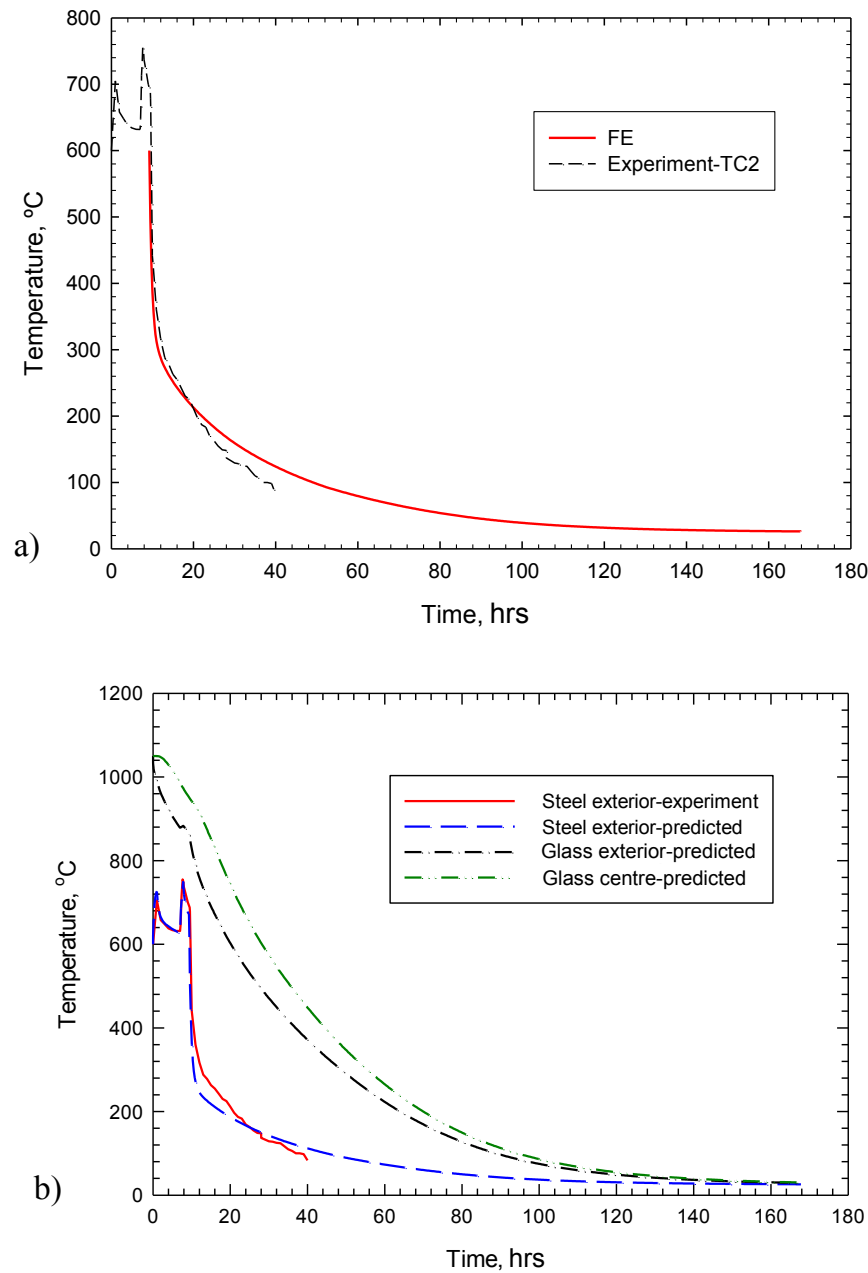 800
700
600
500
400
300
200
100
0
Temperature, ºC
FE
Experiment-TC2
0 20 40 60 80 100 120 140 160 180
Time, hrs
a)
1200
1000
800
600
400
200
0
Temperature, ºC
Steel exterior-experiment
Steel exterior-predicted
Glass exterior-predicted
Glass centre-predicted
0 20 40 60 80 100 120 140 160 180
Time, hrs
b)